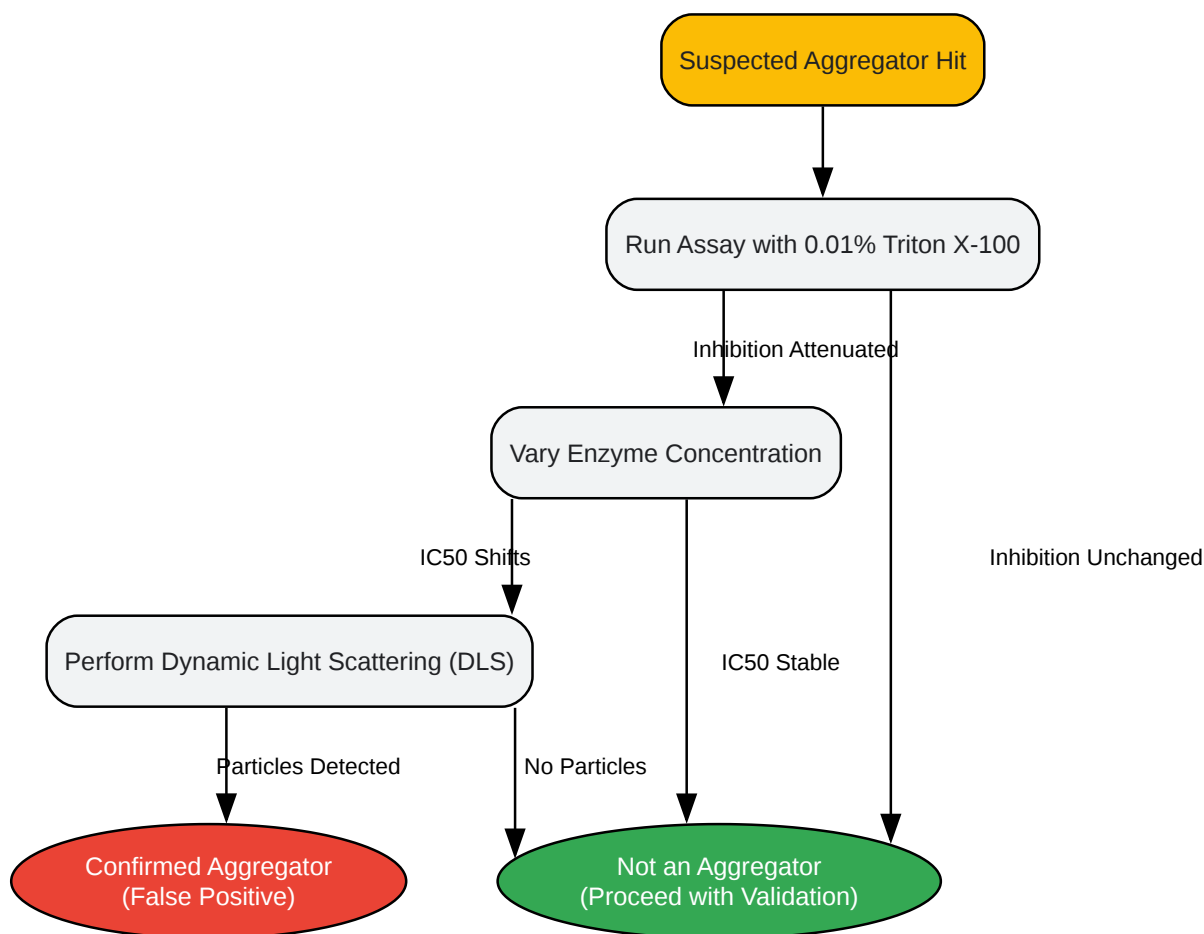 Suspected Aggregator Hit
Run Assay with 0.01% Triton X-100
Inhibition Attenuated
Vary Enzyme Concentration
IC50 Shifts
Inhibition Unchanged
Perform Dynamic Light Scattering (DLS)
IC50 Stable
Particles Detected
No Particles
Confirmed Aggregator
(False Positive)
Not an Aggregator
(Proceed with Validation)